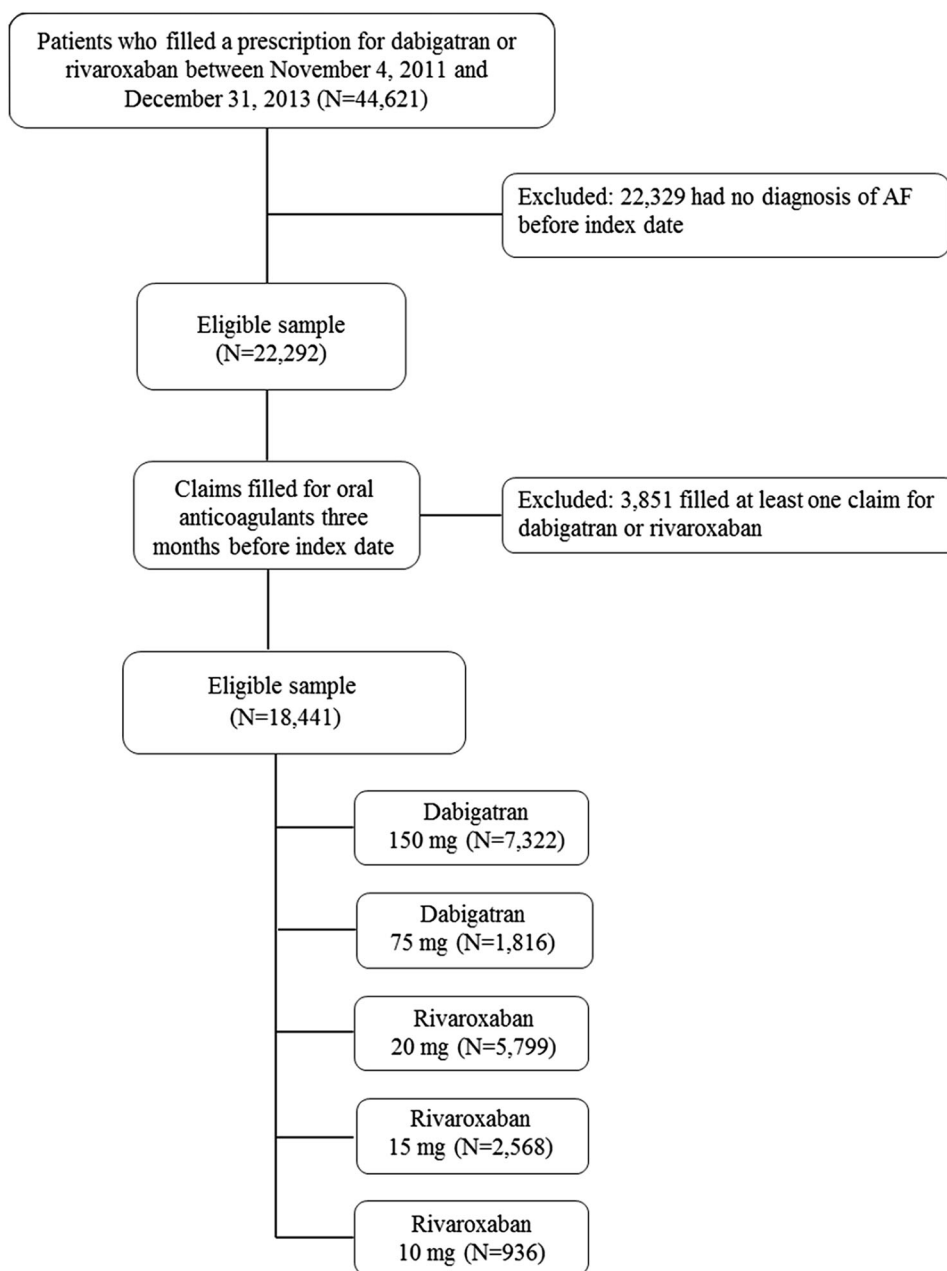 Patients who filled a prescription for dabigatran or
rivaroxaban between November 4, 2011 and
December 31, 2013 (N=44,621)
Excluded: 22,329 had no diagnosis of AF
before index date
Eligible sample
(N=22,292)
Claims filled for oral
anticoagulants three
months before index date
Excluded: 3,851 filled at least one claim for
dabigatran or rivaroxaban
Eligible sample
(N=18,441)
Dabigatran
150 mg (N=7,322)
Dabigatran
75 mg (N=1,816)
Rivaroxaban
20 mg (N=5,799)
Rivaroxaban
15 mg (N=2,568)
Rivaroxaban
10 mg (N=936)